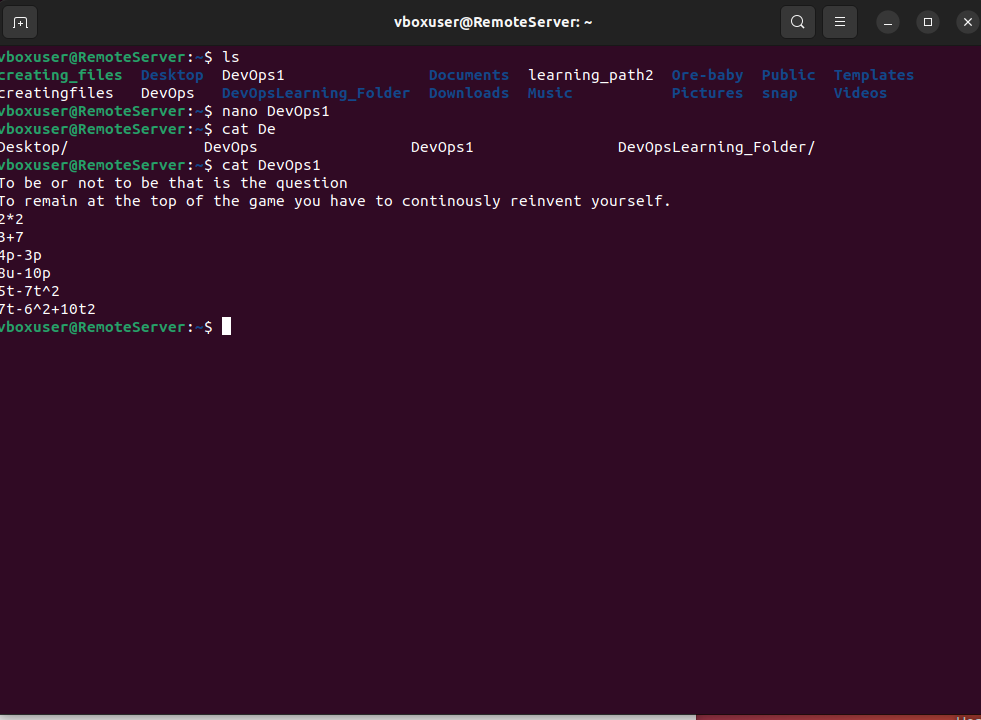 vboxuser@RemoteServer: ~
vboxuser@RemoteServer:~$ ls
creating_files  Desktop  DevOps1  Documents  learning_path2  Ore-baby  Public  Templates
creatingfiles  DevOps  DevOpsLearning_Folder  Downloads  Music  Pictures  snap  Videos
vboxuser@RemoteServer:~$ nano DevOps1
vboxuser@RemoteServer:~$ cat De
Desktop/  DevOps  DevOps1  DevOpsLearning_Folder/
vboxuser@RemoteServer:~$ cat DevOps1
To be or not to be that is the question
To remain at the top of the game you have to continously reinvent yourself.
2*2
3+7
4p-3p
8u-10p
5t-7t^2
7t-6^2+10t2
vboxuser@RemoteServer:~$